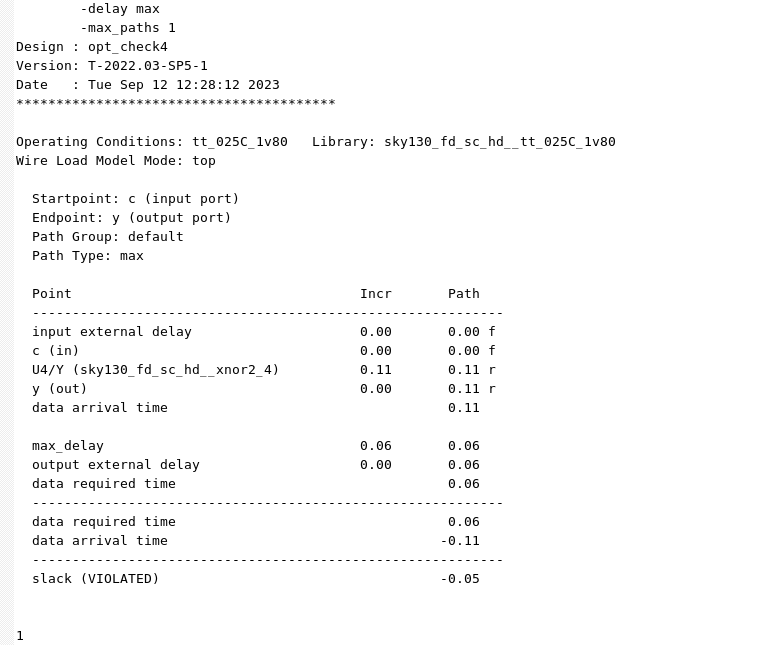 -delay max
-max_paths 1
Design : opt_check4
Version: T-2022.03-SP5-1
Date   : Tue Sep 12 12:28:12 2023
****************************************
Operating Conditions: tt_025C_1v80   Library: sky130_fd_sc_hd__tt_025C_1v80
Wire Load Model Mode: top
Startpoint: c (input port)
Endpoint: y (output port)
Path Group: default
Path Type: max
Point                                    Incr       Path
-----------------------------------------------------------
input external delay                     0.00       0.00 f
c (in)                                   0.00       0.00 f
U4/Y (sky130_fd_sc_hd__xnor2_4)          0.11       0.11 r
y (out)                                  0.00       0.11 r
data arrival time                                   0.11
max_delay                                0.06       0.06
output external delay                    0.00       0.06
data required time                                  0.06
-----------------------------------------------------------
data required time                                  0.06
data arrival time                                  -0.11
-----------------------------------------------------------
slack (VIOLATED)                                   -0.05
1